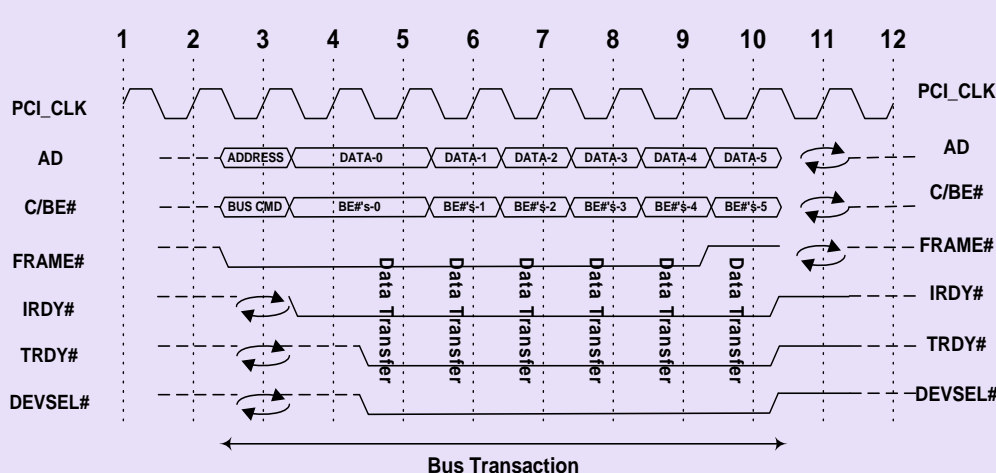 1 2 3 4 5 6 7 8 9 10 11 12
PCI_CLK PCI_CLK
AD ADDRESS DATA-0 DATA-1 DATA-2 DATA-3 DATA-4 DATA-5 AD
C/BE# BUS CMD BE#'s-0 BE#'s-1 BE#'s-2 BE#'s-3 BE#'s-4 BE#'s-5 C/BE#
FRAME# FRAME#
IRDY# IRDY#
TRDY# TRDY#
DEVSEL# DEVSEL#
Data Transfer
Data Transfer
Data Transfer
Data Transfer
Data Transfer
Data Transfer
Bus Transaction